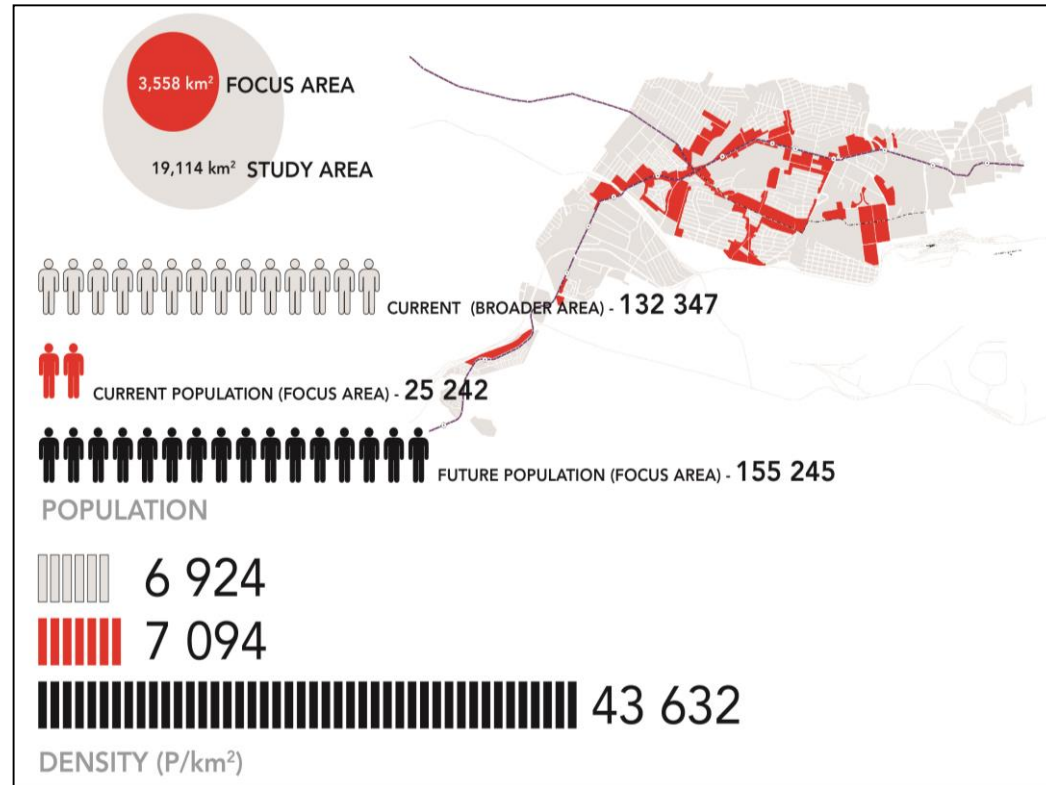 3,558 km² FOCUS AREA
19,114 km² STUDY AREA
CURRENT (BROADER AREA) - 132 347
CURRENT POPULATION (FOCUS AREA) - 25 242
FUTURE POPULATION (FOCUS AREA) - 155 245
POPULATION
6 924
7 094
43 632
DENSITY (P/km²)